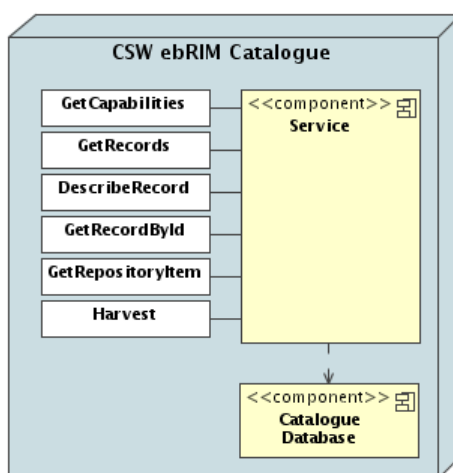 CSW ebRIM Catalogue
GetCapabilities
GetRecords
DescribeRecord
GetRecordById
GetRepositoryItem
Harvest
<<component>>
Service
<<component>>
Catalogue
Database